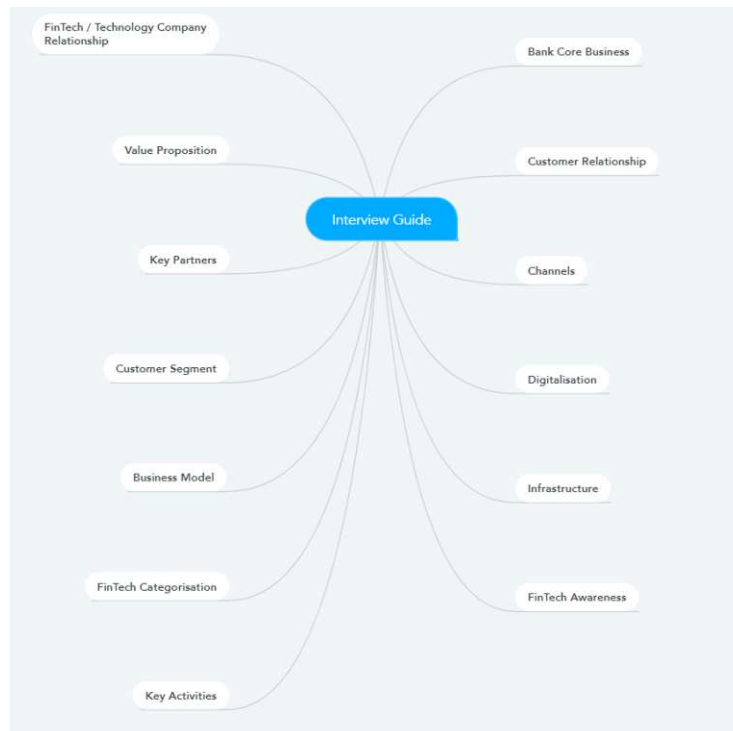 FinTech / Technology Company
Relationship
Bank Core Business
Value Proposition
Customer Relationship
Interview Guide
Key Partners
Channels
Customer Segment
Digitalisation
Business Model
Infrastructure
FinTech Categorisation
FinTech Awareness
Key Activities